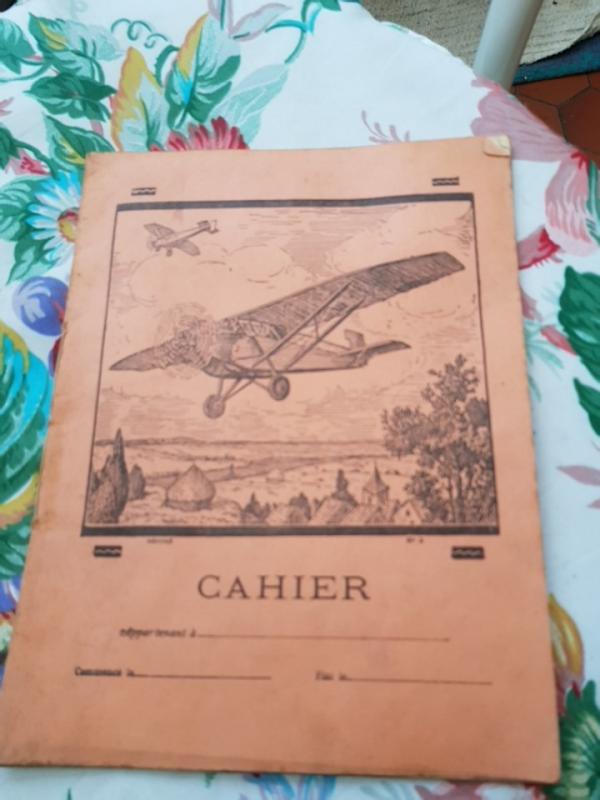 CAHIER
appartenant à
Commencé le Fini le